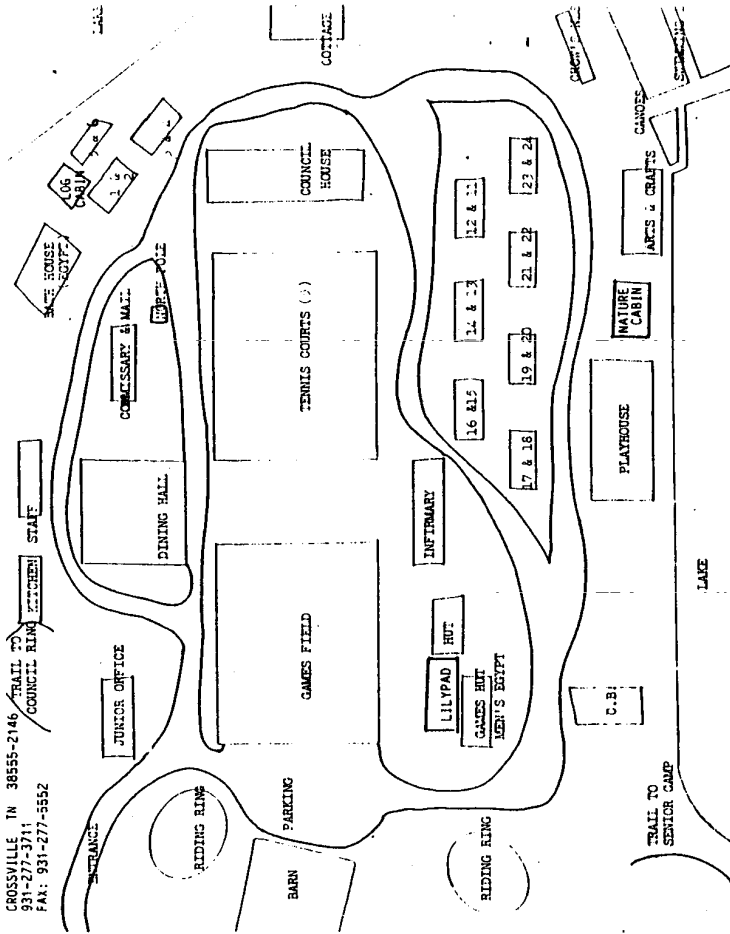 CROSSVILLE TN 38555-2146
931-277-3711
FAX: 931-277-5552
TRAIL TO
COUNCIL RING
KITCHEN
STAFF
BATH HOUSE
LOG
CABIN
ENTRANCE
JUNIOR OFFICE
COMMISSARY & MAIL
NORTH POLE
DINING HALL
RIDING RING
PARKING
BARN
GAMES FIELD
TENNIS COURTS
COUNCIL
HOUSE
COTTAGE
INFIRMARY
HUT
LILYPAD
GAMES HUT
MEN'S EGYPT
RIDING RING
16 &15
14 & 13
12 & 11
17 & 18
19 & 20
21 & 22
23 & 24
C.B.
PLAYHOUSE
NATURE
CABIN
ARTS & CRAFTS
CANOES
TRAIL TO
SENIOR CAMP
LAKE